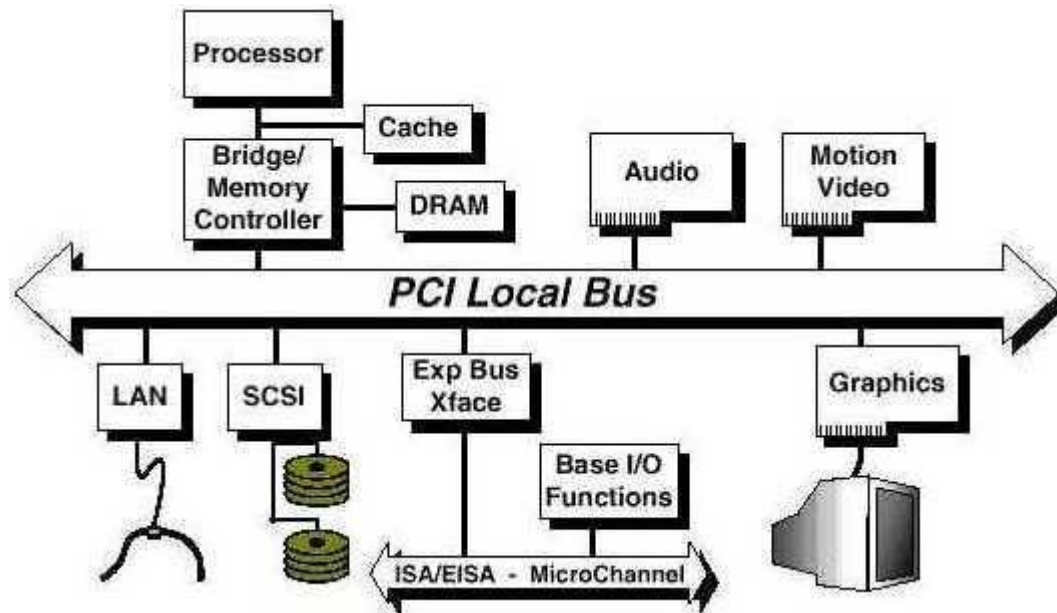 Processor
Cache
Bridge/
Memory
Controller
DRAM
Audio
Motion
Video
PCI Local Bus
LAN
SCSI
Exp Bus
Xface
Graphics
Base I/O
Functions
ISA/EISA - MicroChannel